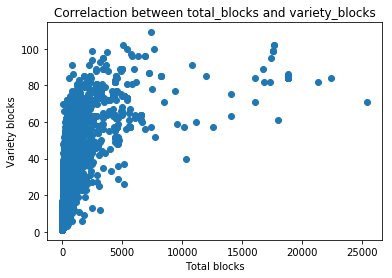 Correlaction between total_blocks and variety_blocks
100
80
60
40
20
0
Variety blocks
0 5000 10000 15000 20000 25000
Total blocks